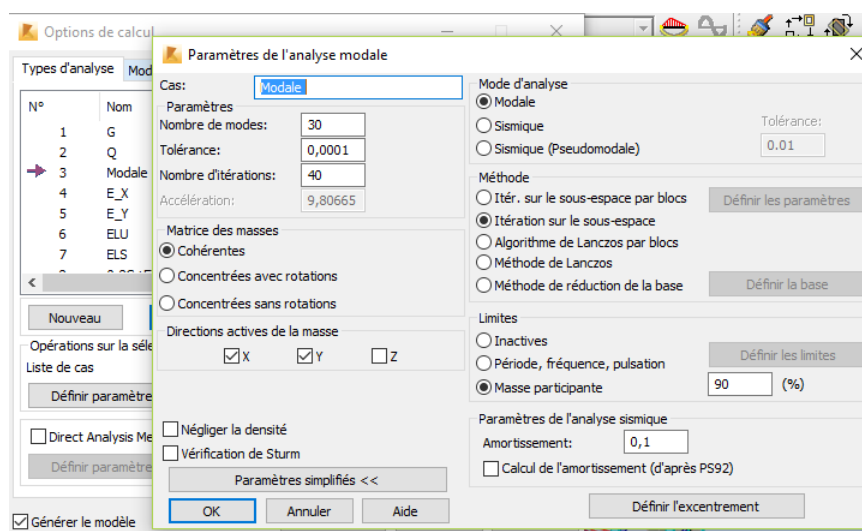 Options de calcul
Types d'analyse
N°
Nom
1 G
2 Q
3 Modale
4 E_X
5 E_Y
6 ELU
7 ELS
Nouveau
Opérations sur la séle
Liste de cas
Définir paramètre
Direct Analysis Me
Définir paramètre
Générer le modèle
Paramètres de l'analyse modale
Cas: Modale
Paramètres
Nombre de modes: 30
Tolérance: 0,0001
Nombre d'itérations: 40
Accélération: 9,80665
Matrice des masses
Cohérentes
Concentrées avec rotations
Concentrées sans rotations
Directions actives de la masse
X Y Z
Négliger la densité
Vérification de Sturm
Paramètres simplifiés <<
OK Annuler Aide
Mode d'analyse
Modale
Sismique
Sismique (Pseudomodale)
Tolérance:
0.01
Méthode
Itér. sur le sous-espace par blocs
Définir les paramètres
Itération sur le sous-espace
Algorithme de Lanczos par blocs
Méthode de Lanczos
Méthode de réduction de la base
Définir la base
Limites
Inactives
Période, fréquence, pulsation
Définir les limites
Masse participante 90 (%)
Paramètres de l'analyse sismique
Amortissement: 0,1
Calcul de l'amortissement (d'après PS92)
Définir l'excentrement